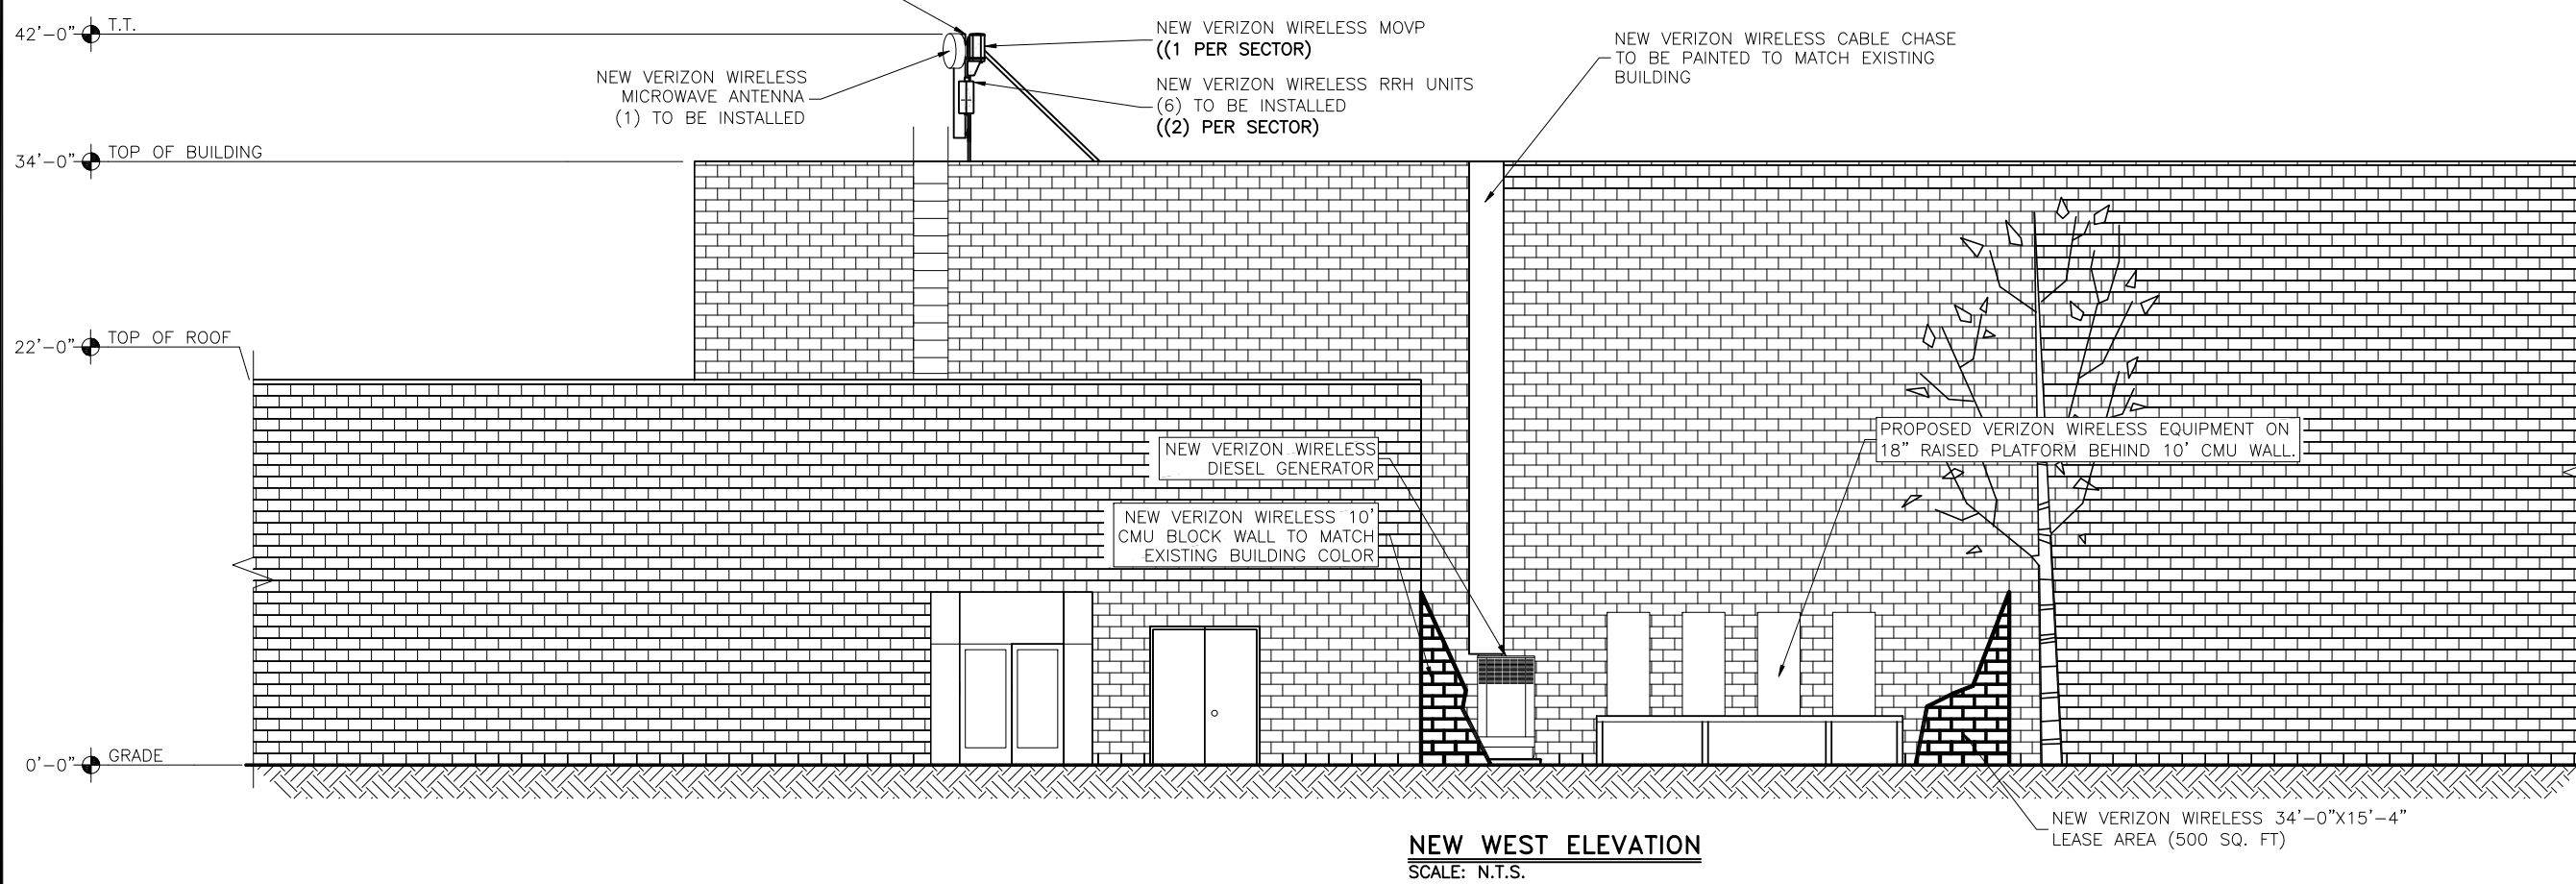 42'-0"
T.T.
NEW VERIZON WIRELESS
MICROWAVE ANTENNA
(1) TO BE INSTALLED
NEW VERIZON WIRELESS MOVP
((1 PER SECTOR)
NEW VERIZON WIRELESS RRH UNITS
(6) TO BE INSTALLED
((2) PER SECTOR)
NEW VERIZON WIRELESS CABLE CHASE
TO BE PAINTED TO MATCH EXISTING
BUILDING
34'-0"
TOP OF BUILDING
22'-0"
TOP OF ROOF
NEW VERIZON WIRELESS
DIESEL GENERATOR
PROPOSED VERIZON WIRELESS EQUIPMENT ON
18" RAISED PLATFORM BEHIND 10' CMU WALL.
NEW VERIZON WIRELESS 10'
CMU BLOCK WALL TO MATCH
EXISTING BUILDING COLOR
0'-0"
GRADE
NEW VERIZON WIRELESS 34'-0"X15'-4"
LEASE AREA (500 SQ. FT)
NEW WEST ELEVATION
SCALE: N.T.S.